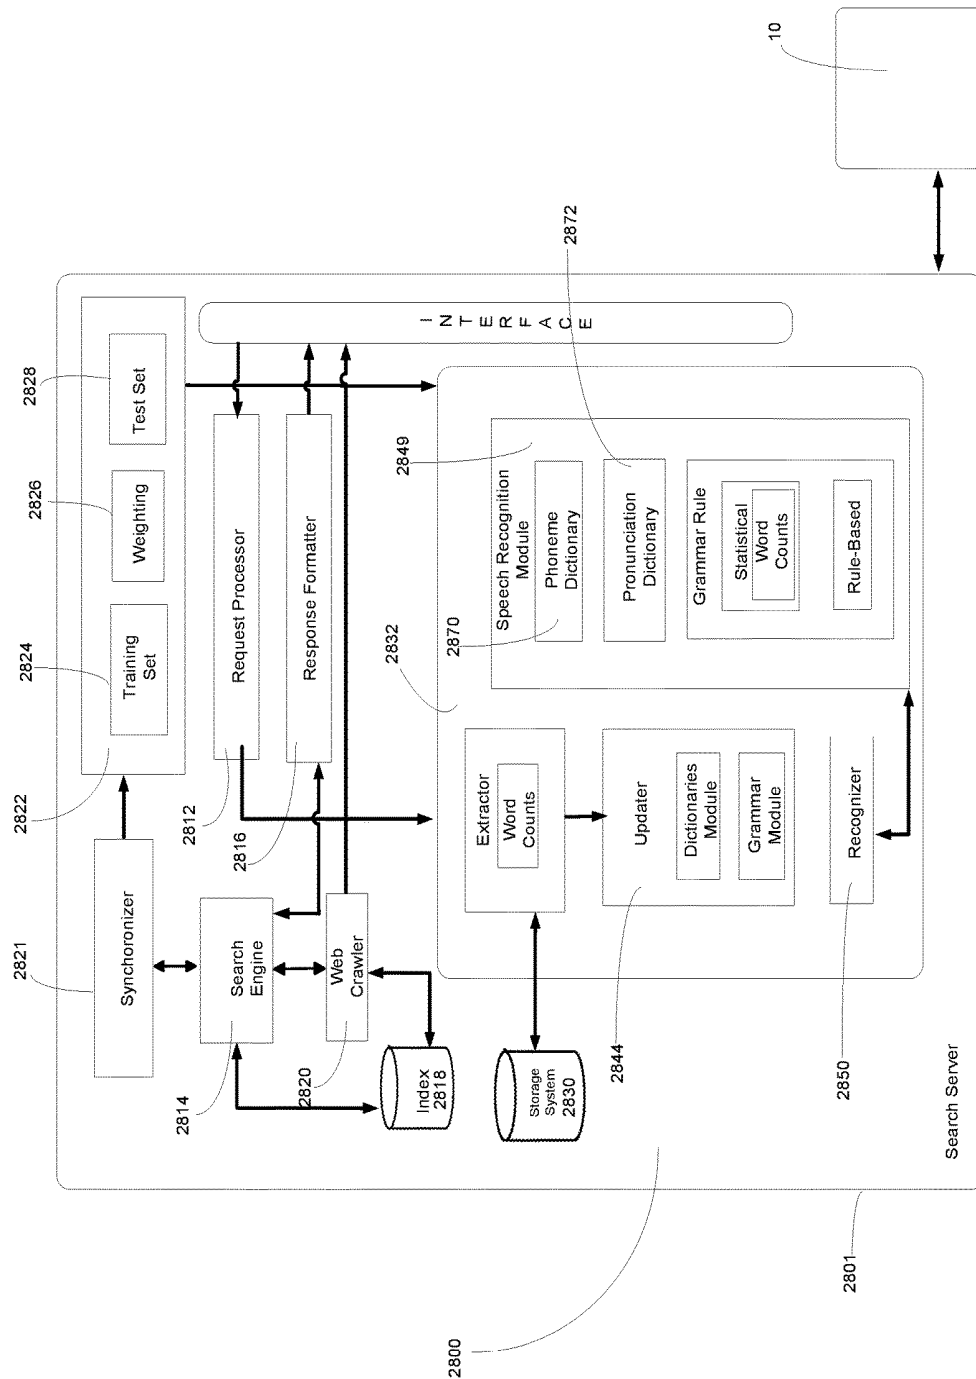 2821
Synchoronizer
2822
2824
Training
Set
2826
Weighting
2828
Test Set
2814
Search
Engine
2812
Request Processor
2816
Response Formatter
2820
Web
Crawler
INTERFACE
Index
2818
Storage
System
2830
2832
Extractor
Word
Counts
2844
Updater
Dictionaries
Module
Grammar
Module
2850
Recognizer
2849
Speech Recognition
Module
2870
Phoneme
Dictionary
2872
Pronunciation
Dictionary
Grammar Rule
Statistical
Word
Counts
Rule-Based
10
Search Server
2801
2800